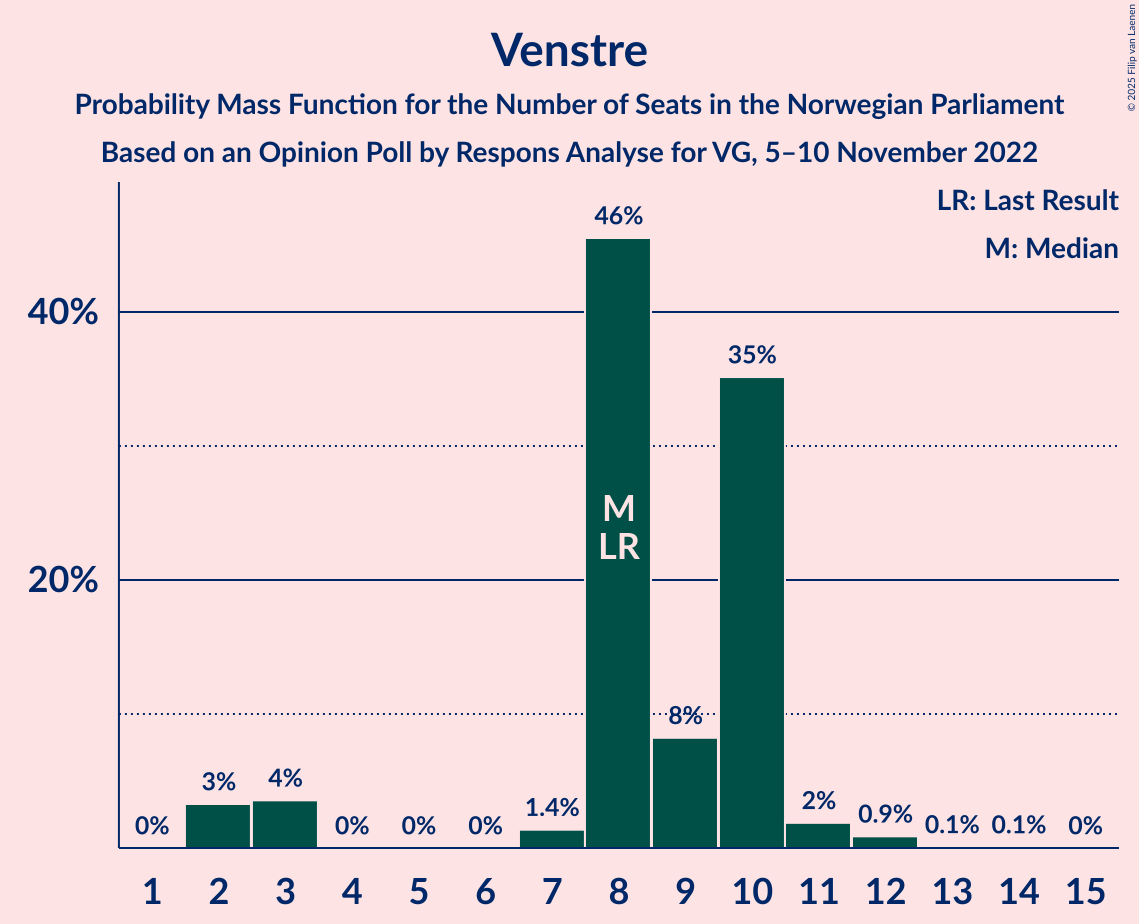 © 2025 Filip van Laenen
Venstre
Probability Mass Function for the Number of Seats in the Norwegian Parliament
Based on an Opinion Poll by Respons Analyse for VG, 5–10 November 2022
LR: Last Result
M: Median
46%
40%
35%
M
LR
20%
8%
3%
4%
1.4%
2%
0.9%
0%
0%
0%
0%
0.1%
0.1%
0%
1 2 3 4 5 6 7 8 9 10 11 12 13 14 15